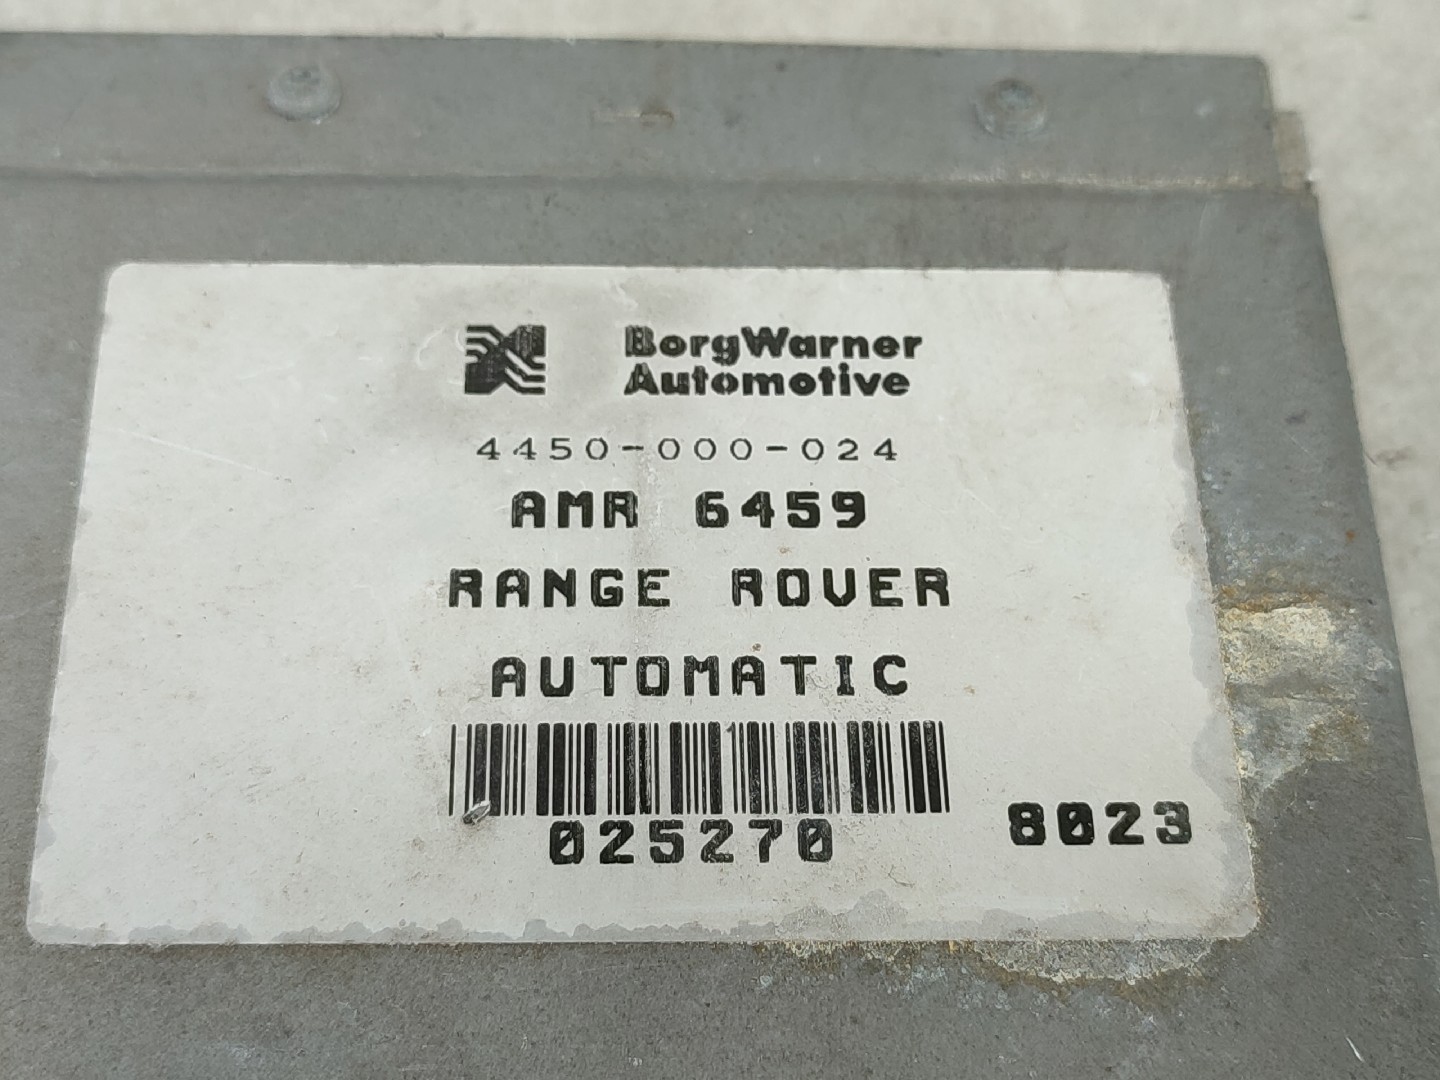 BorgWarner
Automotive
4450-000-024
AMR 6459
RANGE ROVER
AUTOMATIC
025270
8023